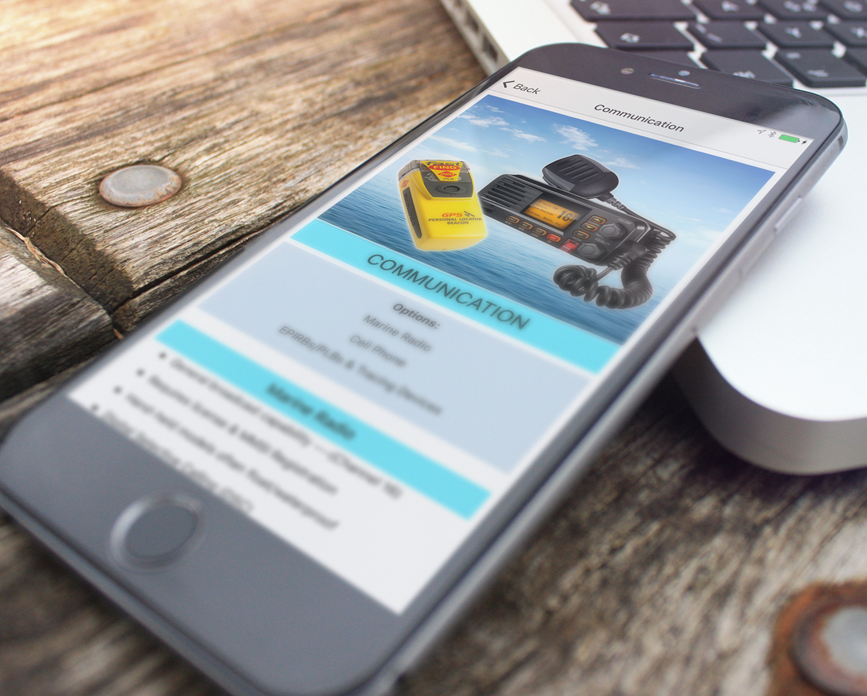 Back
Communication
GPS
PERSONAL LOCATOR
BEACON
16
COMMUNICATION
Options:
Marine Radio
Cell Phone
EPIRBs/PLBs & Tracing Devices
Marine Radio
General broadcast capability – (Channel 16)
Requires license & MMSI Registration
Hand held models often float/waterproof
Digital Selective Calling (DSC)